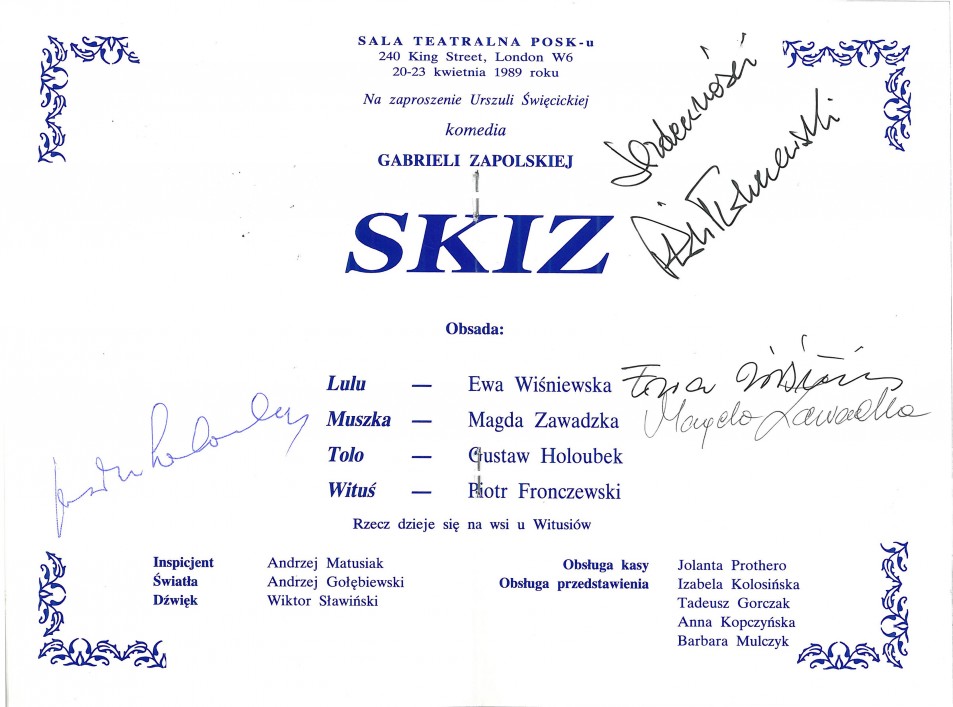 SALA TEATRALNA POSK-u
240 King Street, London W6
20-23 kwietnia 1989 roku
Na zaproszenie Urszuli Święcickiej
komedia
GABRIELI ZAPOLSKIEJ
SKIZ
Serdeczności
Obsada:
Lulu — Ewa Wiśniewska
Muszka — Magda Zawadzka
Tolo — Gustaw Holoubek
Wituś — Piotr Fronczewski
Ewa Wiśniewska
Magda Zawadzka
Rzecz dzieje się na wsi u Witusiów
Inspicjent Andrzej Matusiak
Światła Andrzej Gołębiewski
Dźwięk Wiktor Sławiński
Obsługa kasy Jolanta Prothero
Obsługa przedstawienia Izabela Kolosińska
Tadeusz Gorczak
Anna Kopczyńska
Barbara Mulczyk